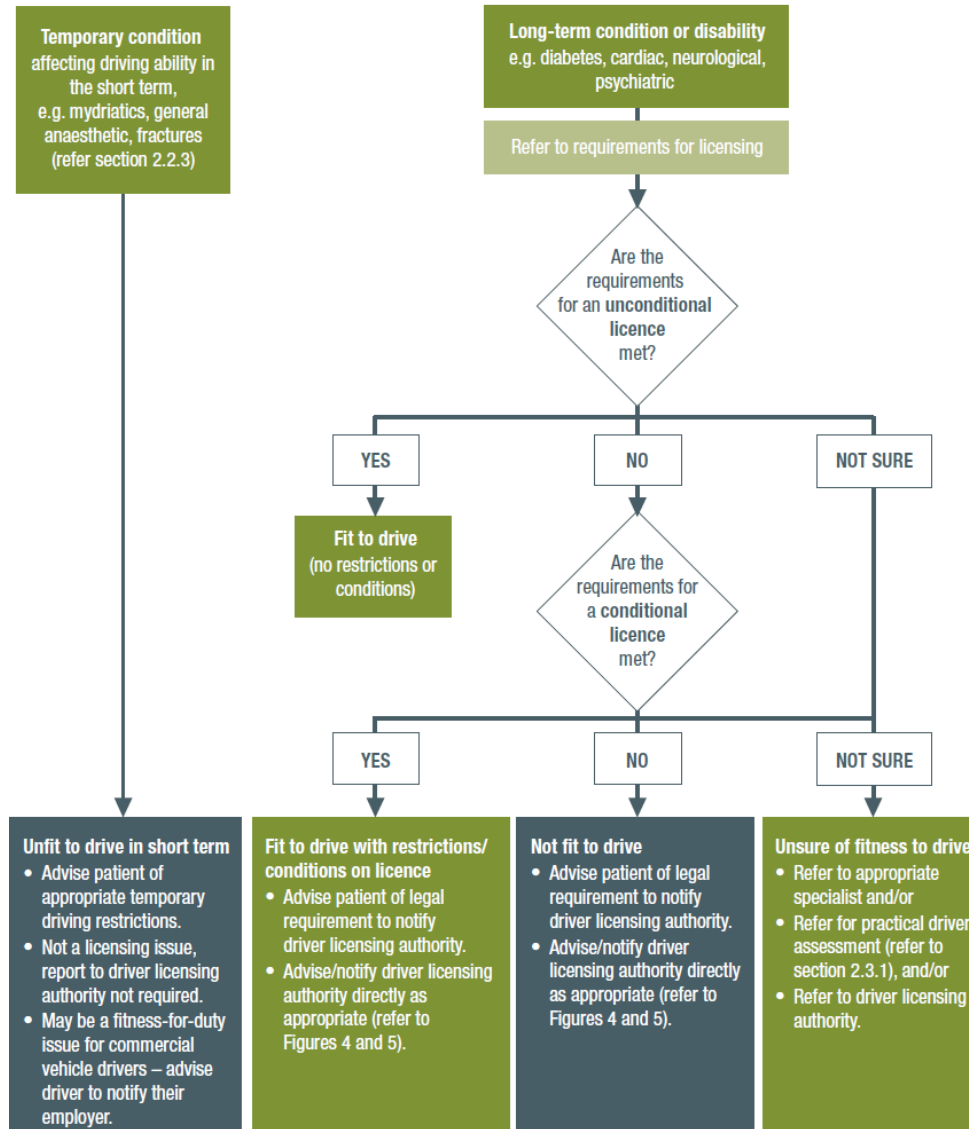 Temporary condition
affecting driving ability in
the short term,
e.g. mydriatics, general
anaesthetic, fractures
(refer section 2.2.3)
Long-term condition or disability
e.g. diabetes, cardiac, neurological,
psychiatric
Refer to requirements for licensing
Are the
requirements
for an unconditional
licence
met?
YES
NO
NOT SURE
Fit to drive
(no restrictions or
conditions)
Are the
requirements for
a conditional
licence
met?
YES
NO
NOT SURE
Unfit to drive in short term
• Advise patient of
appropriate temporary
driving restrictions.
• Not a licensing issue,
report to driver licensing
authority not required.
• May be a fitness-for-duty
issue for commercial
vehicle drivers – advise
driver to notify their
employer.
Fit to drive with restrictions/
conditions on licence
• Advise patient of legal
requirement to notify
driver licensing authority.
• Advise/notify driver licensing
authority directly as
appropriate (refer to
Figures 4 and 5).
Not fit to drive
• Advise patient of legal
requirement to notify
driver licensing authority.
• Advise/notify driver
licensing authority directly
as appropriate (refer to
Figures 4 and 5).
Unsure of fitness to drive
• Refer to appropriate
specialist and/or
• Refer for practical driver
assessment (refer to
section 2.3.1), and/or
• Refer to driver licensing
authority.